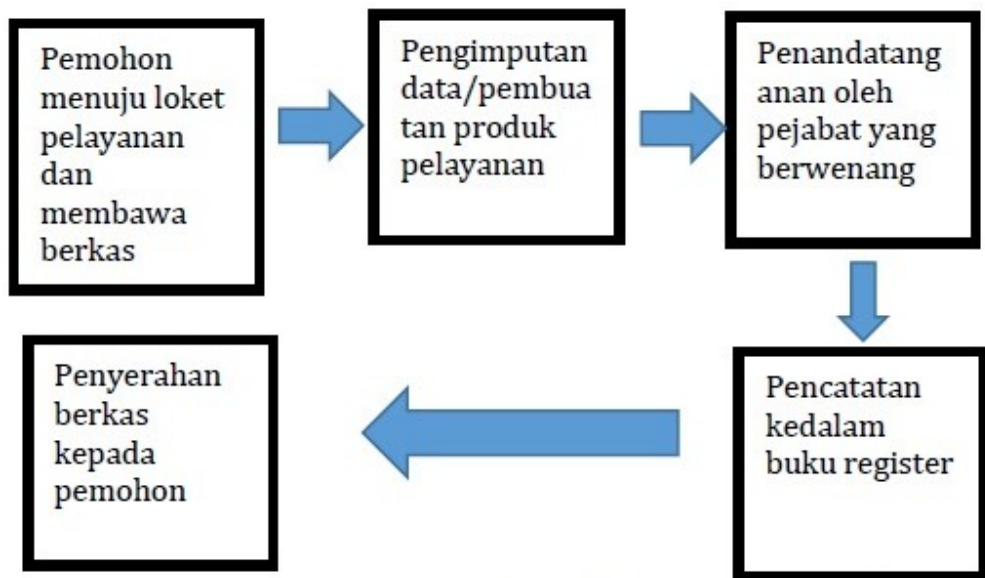 Pemohon
menuju loket
pelayanan
dan
membawa
berkas
Pengimputan
data/pembua
tan produk
pelayanan
Penandatang
anan oleh
pejabat yang
berwenang
Pencatatan
kedalam
buku register
Penyerahan
berkas
kepada
pemohon